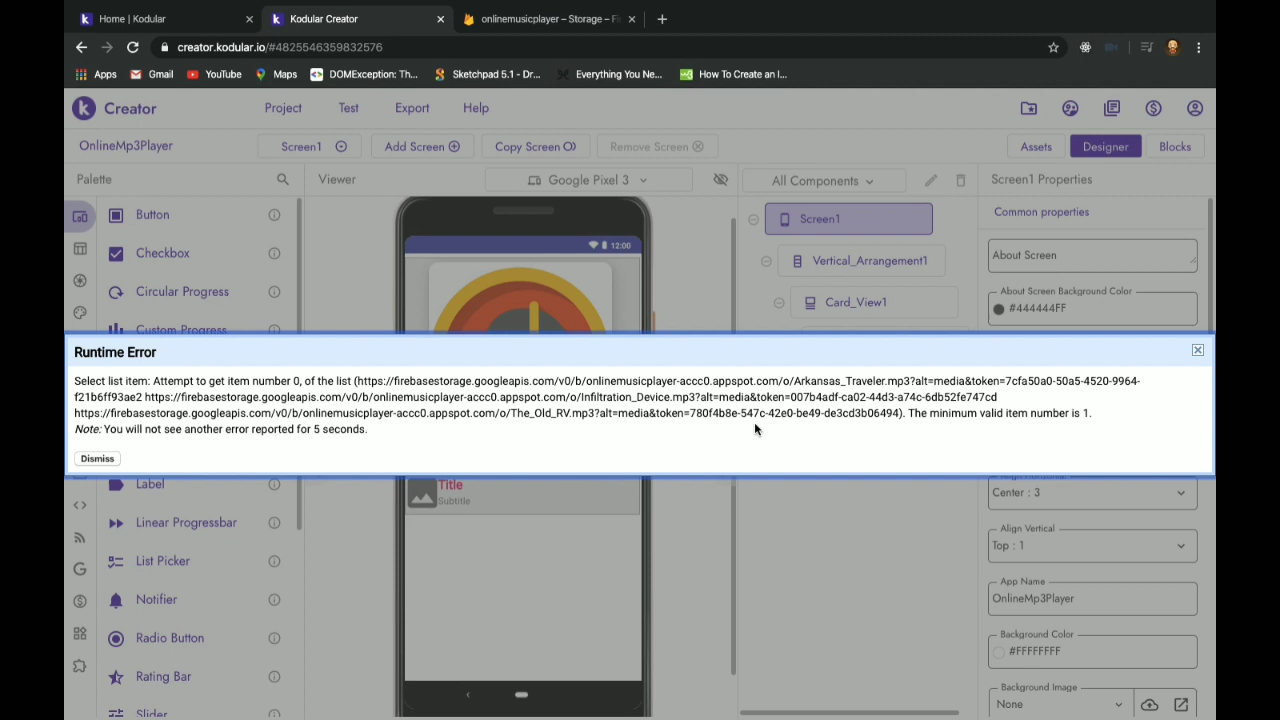 Home | Kodular
Kodular Creator
onlinemusicplayer – Storage – Fi
creator.kodular.io/#4825546359832576
Apps
Gmail
YouTube
Maps
DOMException: Th...
Sketchpad 5.1 - Dr...
Everything You Ne...
How To Create an I...
Creator
Project
Test
Export
Help
OnlineMp3Player
Screen1
Add Screen
Copy Screen
Remove Screen
Assets
Designer
Blocks
Palette
Viewer
Google Pixel 3
All Components
Screen1 Properties
Button
Checkbox
Circular Progress
Custom Progress
12:00
Screen1
Vertical_Arrangement1
Card_View1
Common properties
About Screen
About Screen Background Color
#444444FF
Runtime Error
Select list item: Attempt to get item number 0, of the list (https://firebasestorage.googleapis.com/v0/b/onlinemusicplayer-accc0.appspot.com/o/Arkansas_Traveler.mp3?alt=media&token=7cfa50a0-50a5-4520-9964-
f21b6ff93ae2 https://firebasestorage.googleapis.com/v0/b/onlinemusicplayer-accc0.appspot.com/o/Infiltration_Device.mp3?alt=media&token=007b4adf-ca02-44d3-a74c-6db52fe747cd
https://firebasestorage.googleapis.com/v0/b/onlinemusicplayer-accc0.appspot.com/o/The_Old_RV.mp3?alt=media&token=780f4b8e-547c-42e0-be49-de3cd3b06494). The minimum valid item number is 1.
Note: You will not see another error reported for 5 seconds.
Dismiss
Label
Linear Progressbar
List Picker
Notifier
Radio Button
Rating Bar
Slider
Title
Subtitle
Center : 3
Align Vertical
Top : 1
App Name
OnlineMp3Player
Background Color
#FFFFFFFF
Background Image
None